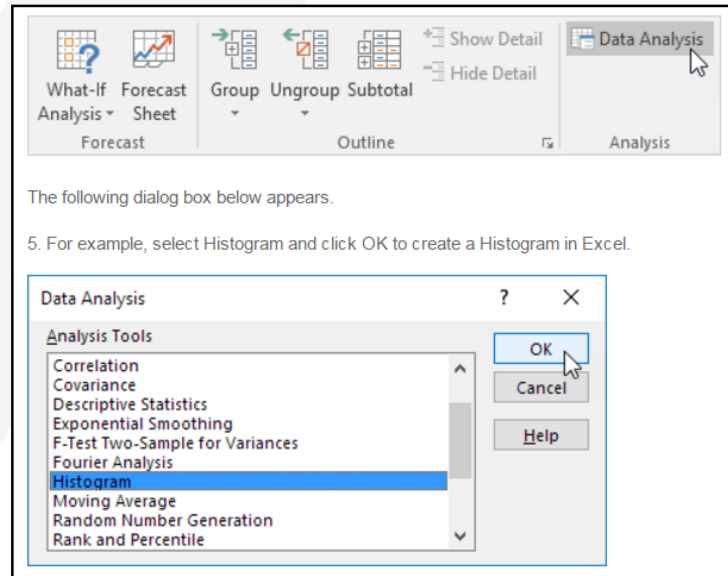 What-If Analysis
Forecast Sheet
Group
Ungroup
Subtotal
Show Detail
Hide Detail
Data Analysis
Forecast
Outline
Analysis
The following dialog box below appears.
5. For example, select Histogram and click OK to create a Histogram in Excel.
Data Analysis
?
Analysis Tools
Correlation
Covariance
Descriptive Statistics
Exponential Smoothing
F-Test Two-Sample for Variances
Fourier Analysis
Histogram
Moving Average
Random Number Generation
Rank and Percentile
OK
Cancel
Help